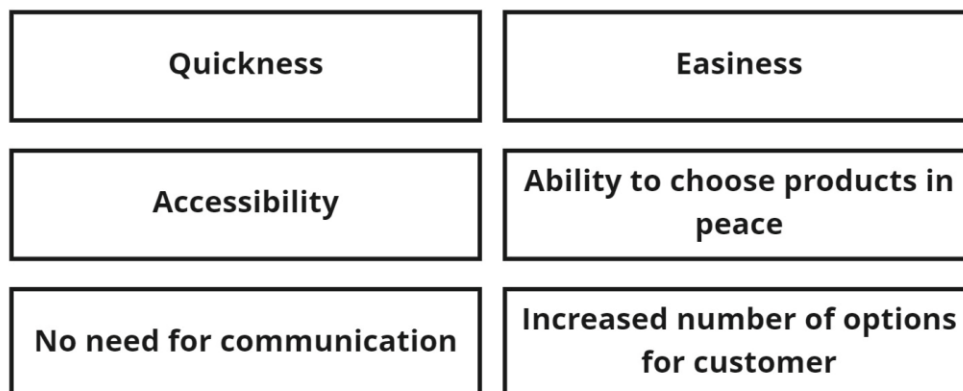 Quickness
Easiness
Accessibility
Ability to choose products in
peace
No need for communication
Increased number of options
for customer